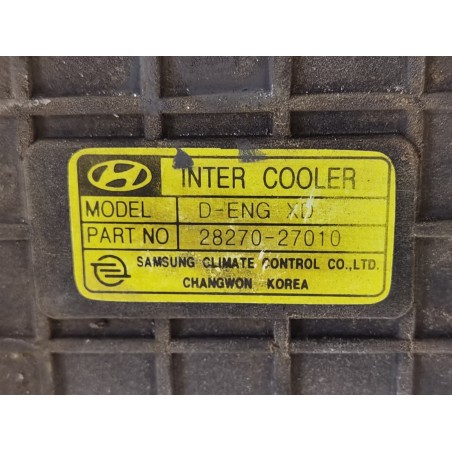 INTER COOLER
MODEL D-ENG XD
PART NO 28270-27010
SAMSUNG CLIMATE CONTROL CO.,LTD.
CHANGWON KOREA